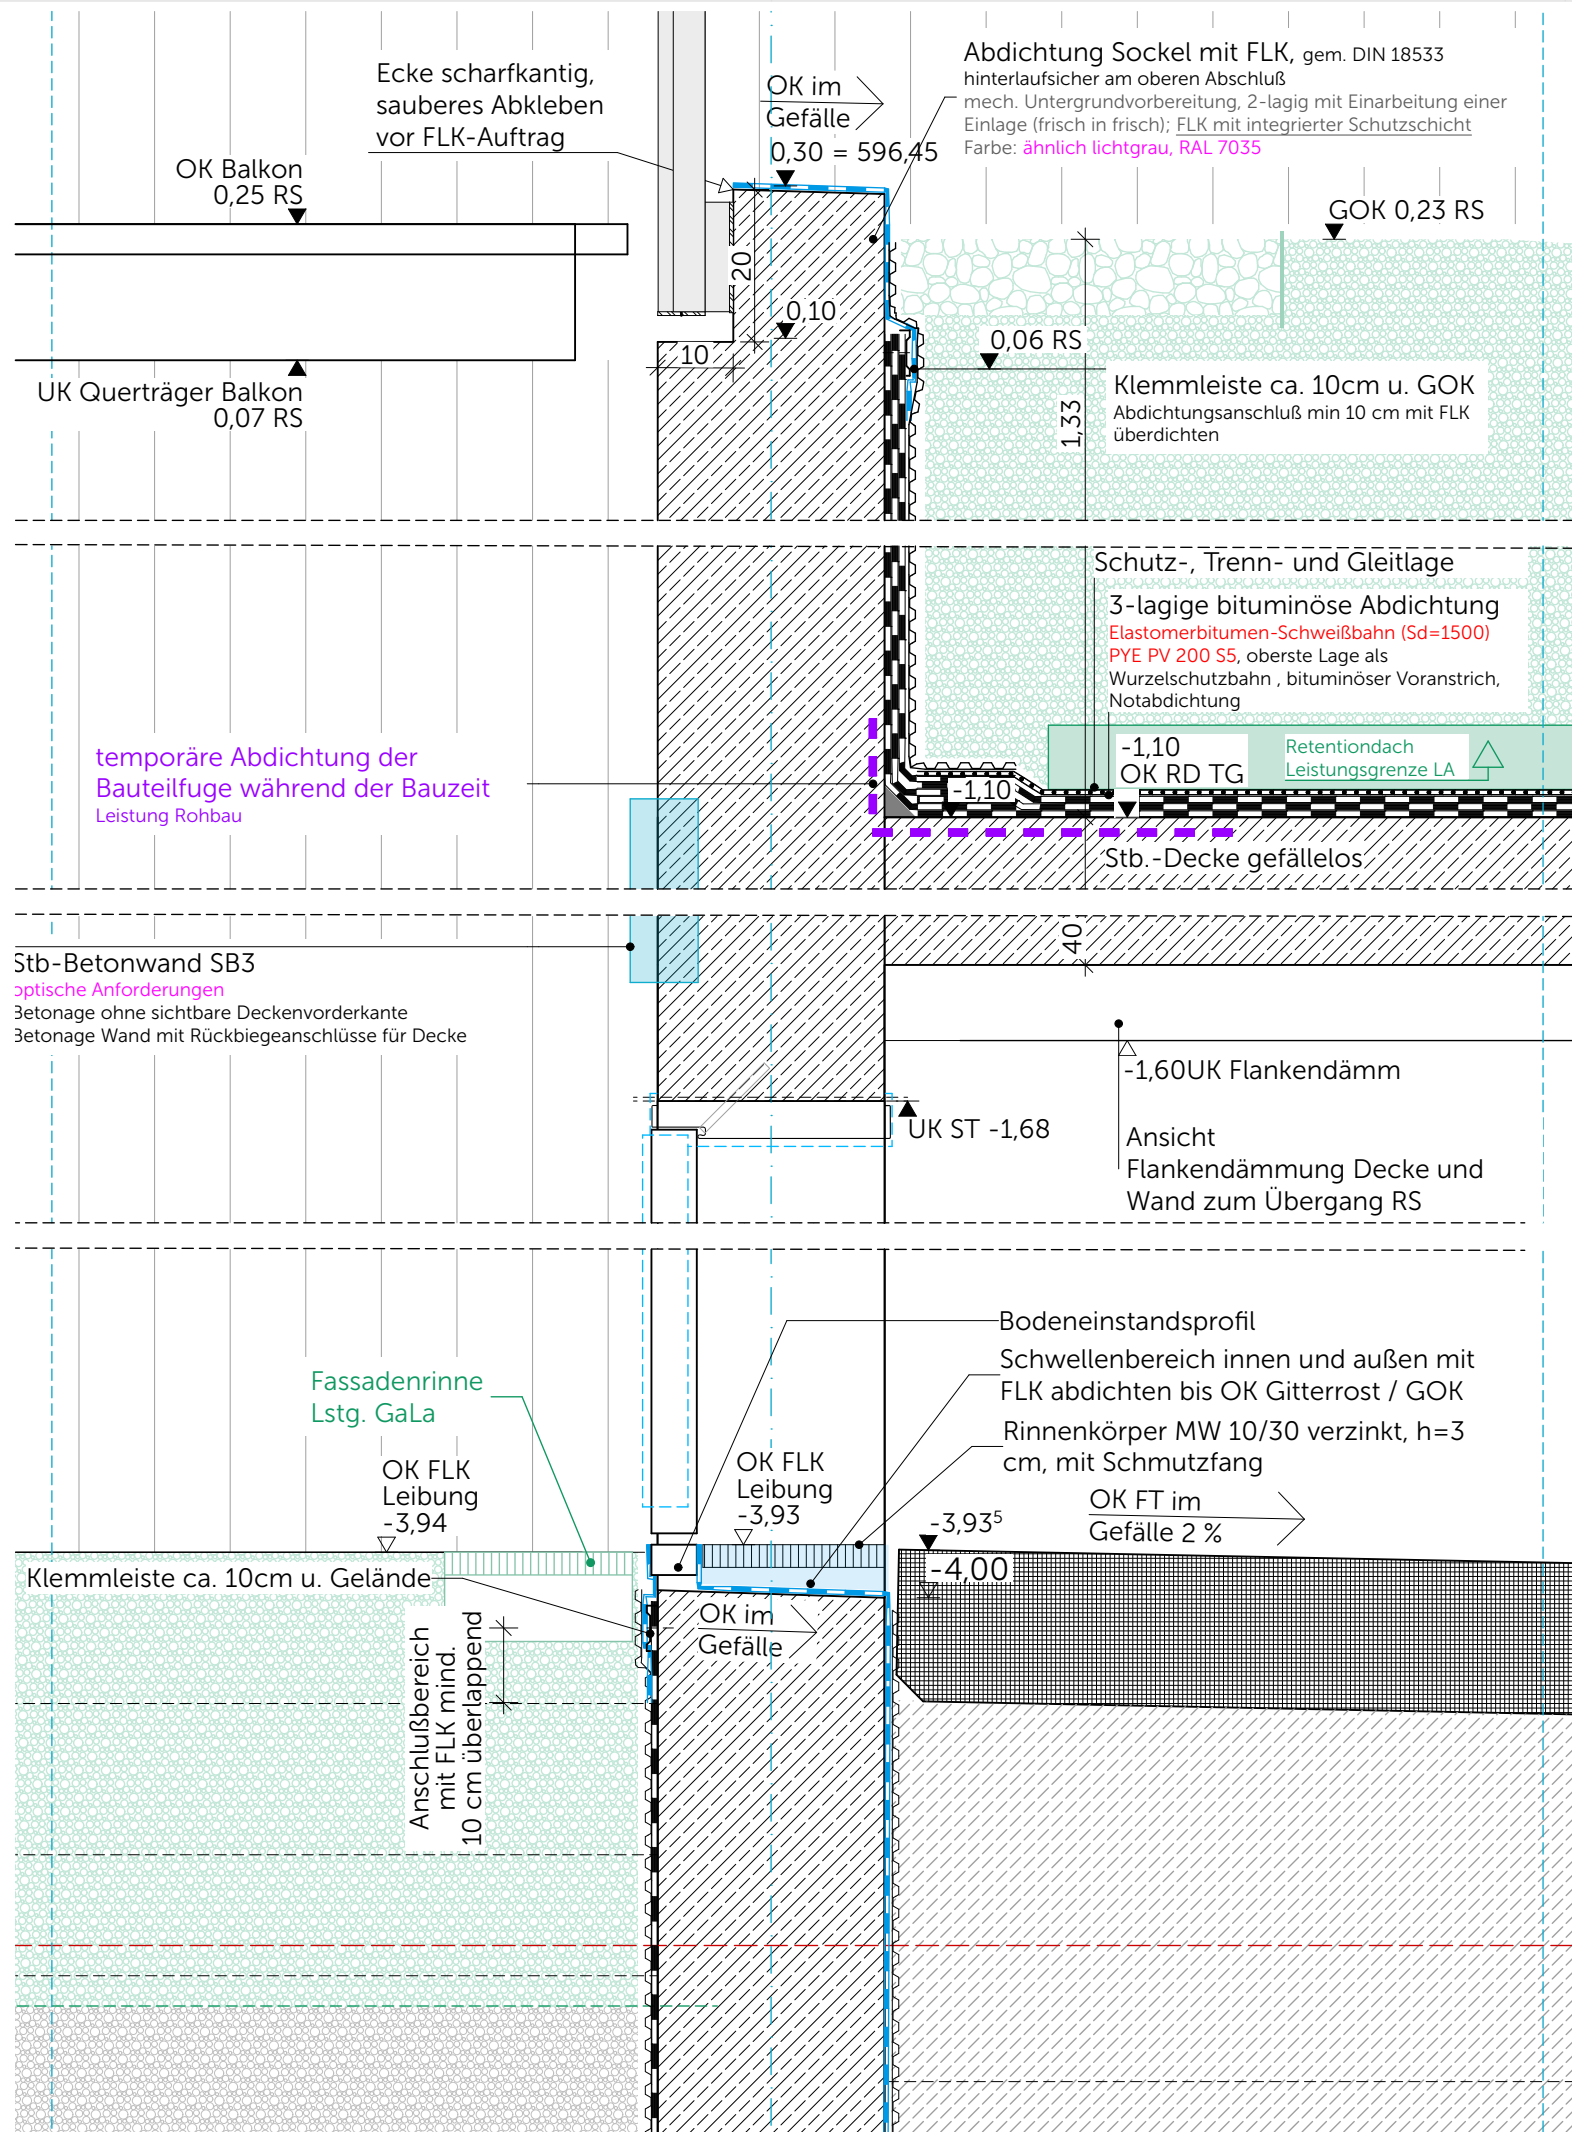 Ecke scharfkantig,
sauberes Abkleben
vor FLK-Auftrag
OK im
Gefälle
0,30 = 596,45
Abdichtung Sockel mit FLK, gem. DIN 18533
hinterlaufsicher am oberen Abschluß
mech. Untergrundvorbereitung, 2-lagig mit Einarbeitung einer
Einlage (frisch in frisch); FLK mit integrierter Schutzschicht
Farbe: ähnlich lichtgrau, RAL 7035
OK Balkon
0,25 RS
GOK 0,23 RS
20
0,10
10
0,06 RS
UK Querträger Balkon
0,07 RS
Klemmleiste ca. 10cm u. GOK
Abdichtungsanschluß min 10 cm mit FLK
überdichten
1,33
Schutz-, Trenn- und Gleitlage
3-lagige bituminöse Abdichtung
Elastomerbitumen-Schweißbahn (Sd=1500)
PYE PV 200 S5, oberste Lage als
Wurzelschutzbahn , bituminöser Voranstrich,
Notabdichtung
temporäre Abdichtung der
Bauteilfuge während der Bauzeit
Leistung Rohbau
-1,10
OK RD TG
Retentiondach
Leistungsgrenze LA
-1,10
Stb.-Decke gefällelos
40
Stb-Betonwand SB3
optische Anforderungen
Betonage ohne sichtbare Deckenvorderkante
Betonage Wand mit Rückbiegeanschlüsse für Decke
-1,60UK Flankendämm
UK ST -1,68
Ansicht
Flankendämmung Decke und
Wand zum Übergang RS
Bodeneinstandsprofil
Schwellenbereich innen und außen mit
FLK abdichten bis OK Gitterrost / GOK
Rinnenkörper MW 10/30 verzinkt, h=3
cm, mit Schmutzfang
Fassadenrinne
Lstg. GaLa
OK FLK
Leibung
-3,94
OK FLK
Leibung
-3,93
OK FT im
Gefälle 2 %
-3,93⁵
-4,00
Klemmleiste ca. 10cm u. Gelände
OK im
Gefälle
Anschlußbereich
mit FLK mind.
10 cm überlappend